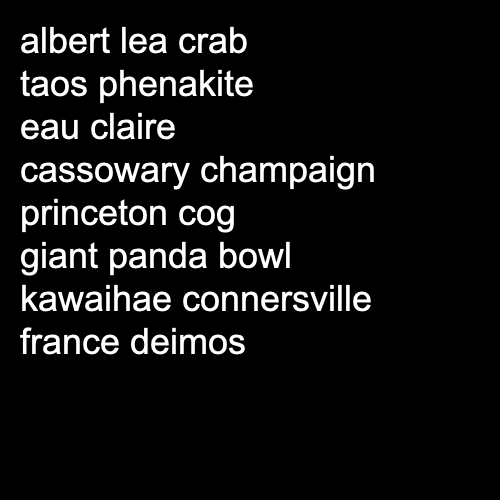 albert lea crab
taos phenakite
eau claire
cassowary champaign
princeton cog
giant panda bowl
kawaihae connersville
france deimos